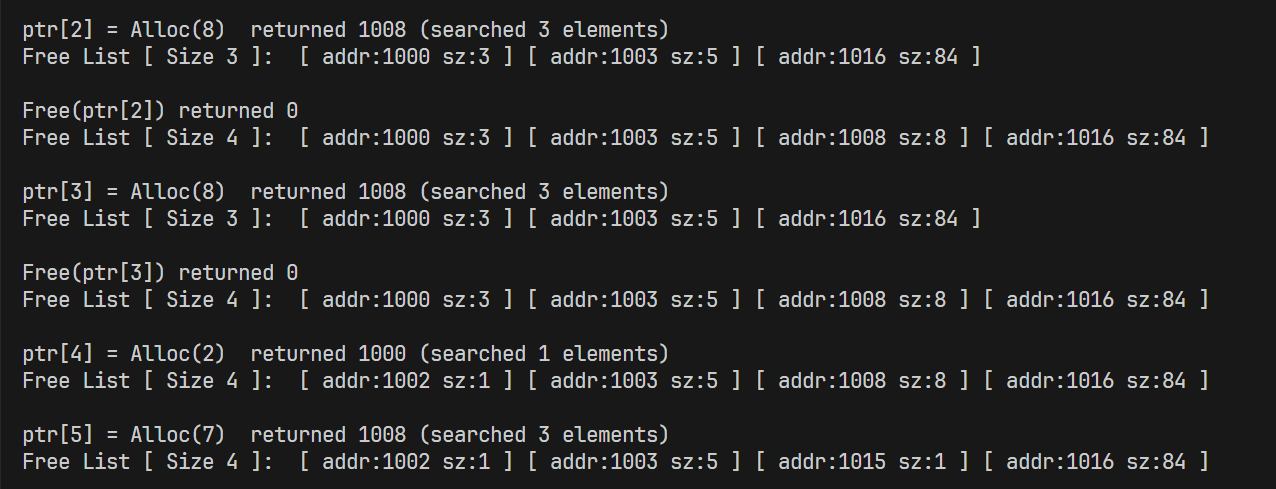 ptr[2] = Alloc(8)  returned 1008 (searched 3 elements)
Free List [ Size 3 ]:  [ addr:1000 sz:3 ] [ addr:1003 sz:5 ] [ addr:1016 sz:84 ]

Free(ptr[2]) returned 0
Free List [ Size 4 ]:  [ addr:1000 sz:3 ] [ addr:1003 sz:5 ] [ addr:1008 sz:8 ] [ addr:1016 sz:84 ]

ptr[3] = Alloc(8)  returned 1008 (searched 3 elements)
Free List [ Size 3 ]:  [ addr:1000 sz:3 ] [ addr:1003 sz:5 ] [ addr:1016 sz:84 ]

Free(ptr[3]) returned 0
Free List [ Size 4 ]:  [ addr:1000 sz:3 ] [ addr:1003 sz:5 ] [ addr:1008 sz:8 ] [ addr:1016 sz:84 ]

ptr[4] = Alloc(2)  returned 1000 (searched 1 elements)
Free List [ Size 4 ]:  [ addr:1002 sz:1 ] [ addr:1003 sz:5 ] [ addr:1008 sz:8 ] [ addr:1016 sz:84 ]

ptr[5] = Alloc(7)  returned 1008 (searched 3 elements)
Free List [ Size 4 ]:  [ addr:1002 sz:1 ] [ addr:1003 sz:5 ] [ addr:1015 sz:1 ] [ addr:1016 sz:84 ]